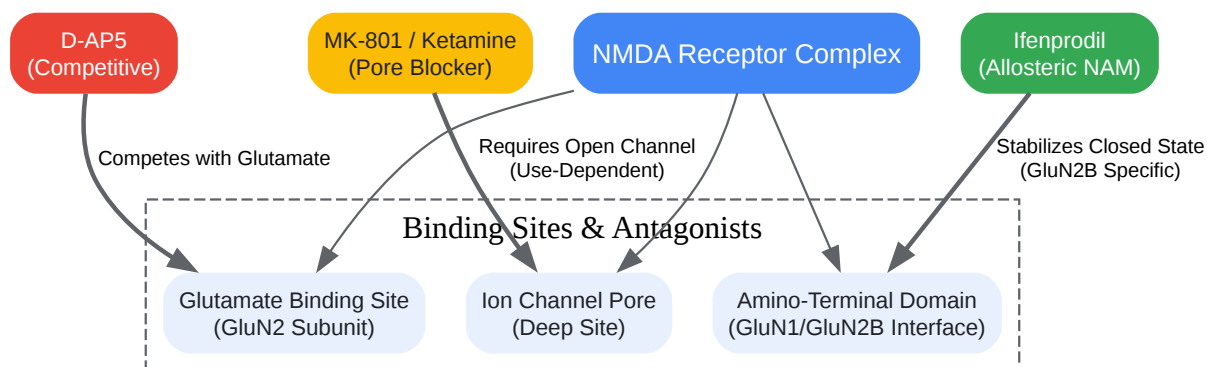 D-AP5
(Competitive)
MK-801 / Ketamine
(Pore Blocker)
NMDA Receptor Complex
Ifenprodil
(Allosteric NAM)
Competes with Glutamate
Requires Open Channel
(Use-Dependent)
Stabilizes Closed State
(GluN2B Specific)
Binding Sites & Antagonists
Glutamate Binding Site
(GluN2 Subunit)
Ion Channel Pore
(Deep Site)
Amino-Terminal Domain
(GluN1/GluN2B Interface)